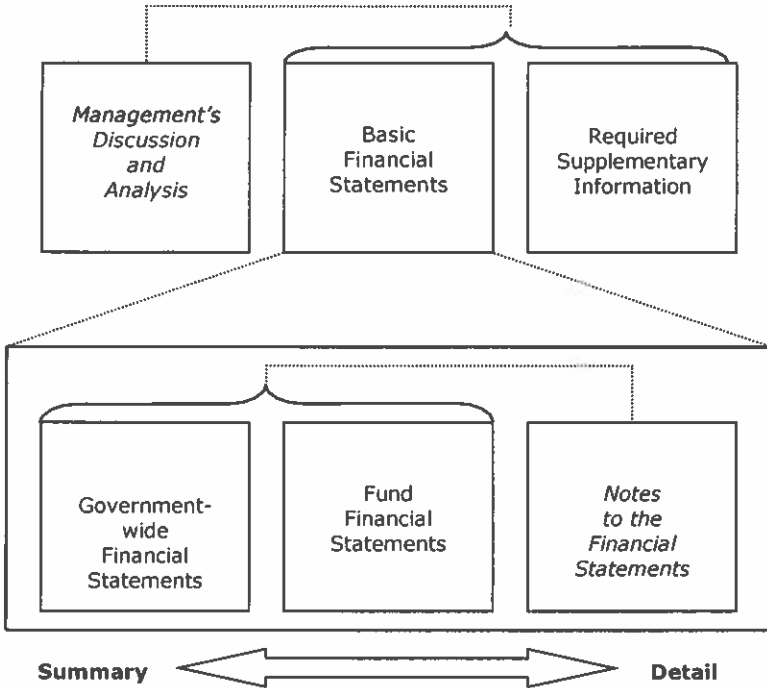 Management's
Discussion
and
Analysis
Basic
Financial
Statements
Required
Supplementary
Information
Government-
wide
Financial
Statements
Fund
Financial
Statements
Notes
to the
Financial
Statements
Summary
Detail